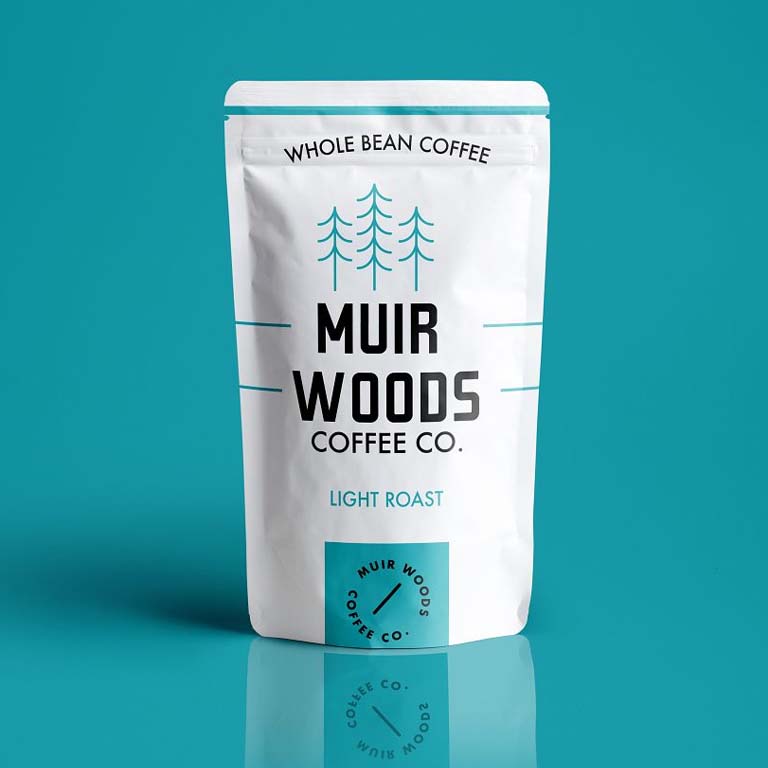 WHOLE BEAN COFFEE
MUIR
WOODS
COFFEE CO.
LIGHT ROAST
MUIR WOODS
COFFEE CO.